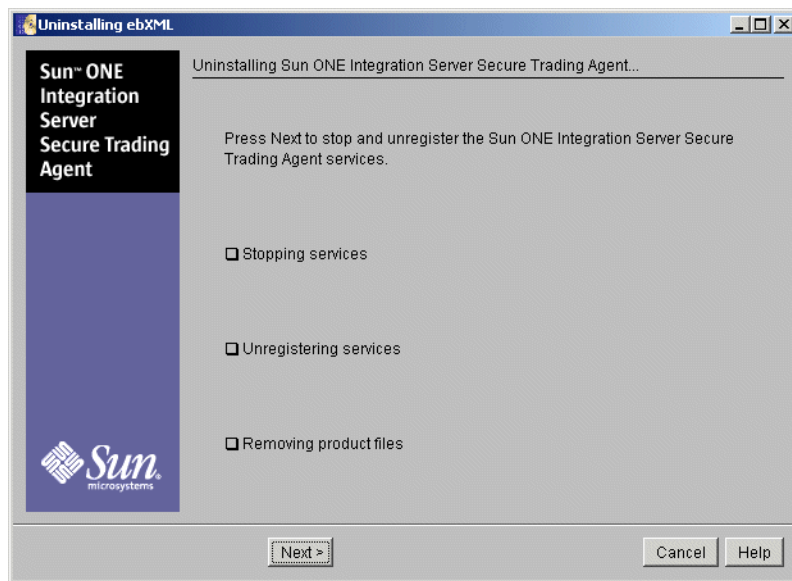 Uninstalling ebXML
Sun™ ONE
Integration
Server
Secure Trading
Agent
Uninstalling Sun ONE Integration Server Secure Trading Agent...
Press Next to stop and unregister the Sun ONE Integration Server Secure
Trading Agent services.
Stopping services
Unregistering services
Removing product files
Sun.
microsystems
Next >
Cancel
Help